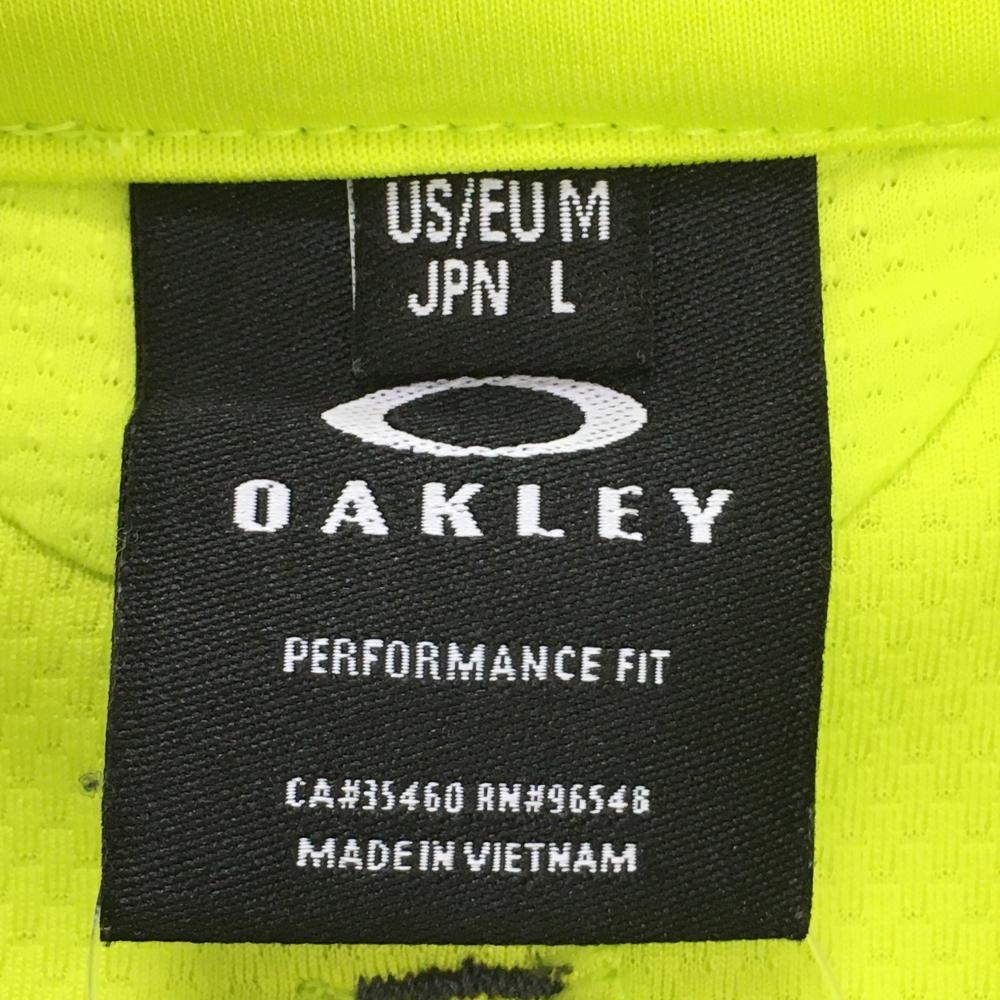 US/EU M
JPN L
OAKLEY
PERFORMANCE FIT
CA#35460 RN#96548
MADE IN VIETNAM